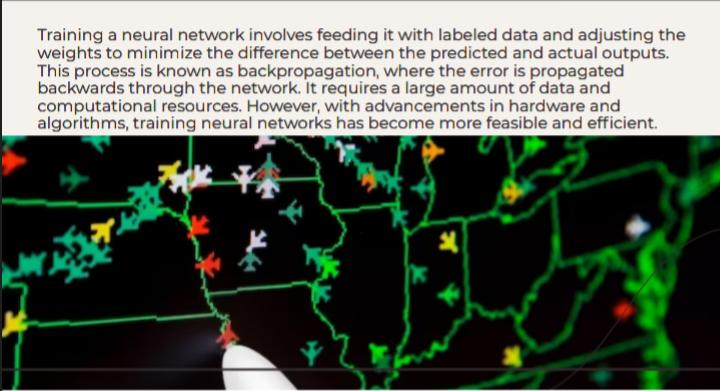 Training a neural network involves feeding it with labeled data and adjusting the
weights to minimize the difference between the predicted and actual outputs.
This process is known as backpropagation, where the error is propagated
backwards through the network. It requires a large amount of data and
computational resources. However, with advancements in hardware and
algorithms, training neural networks has become more feasible and efficient.